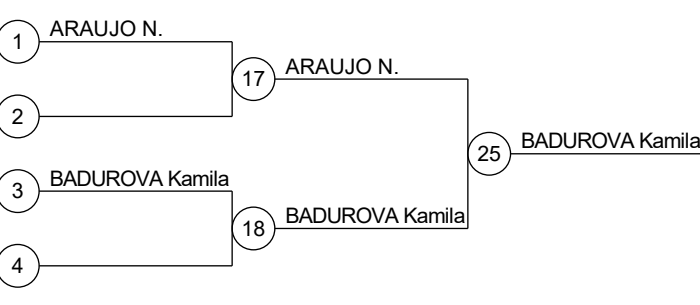 1 ARAUJO N.
2
17 ARAUJO N.
3 BADUROVA Kamila
4
18 BADUROVA Kamila
25 BADUROVA Kamila